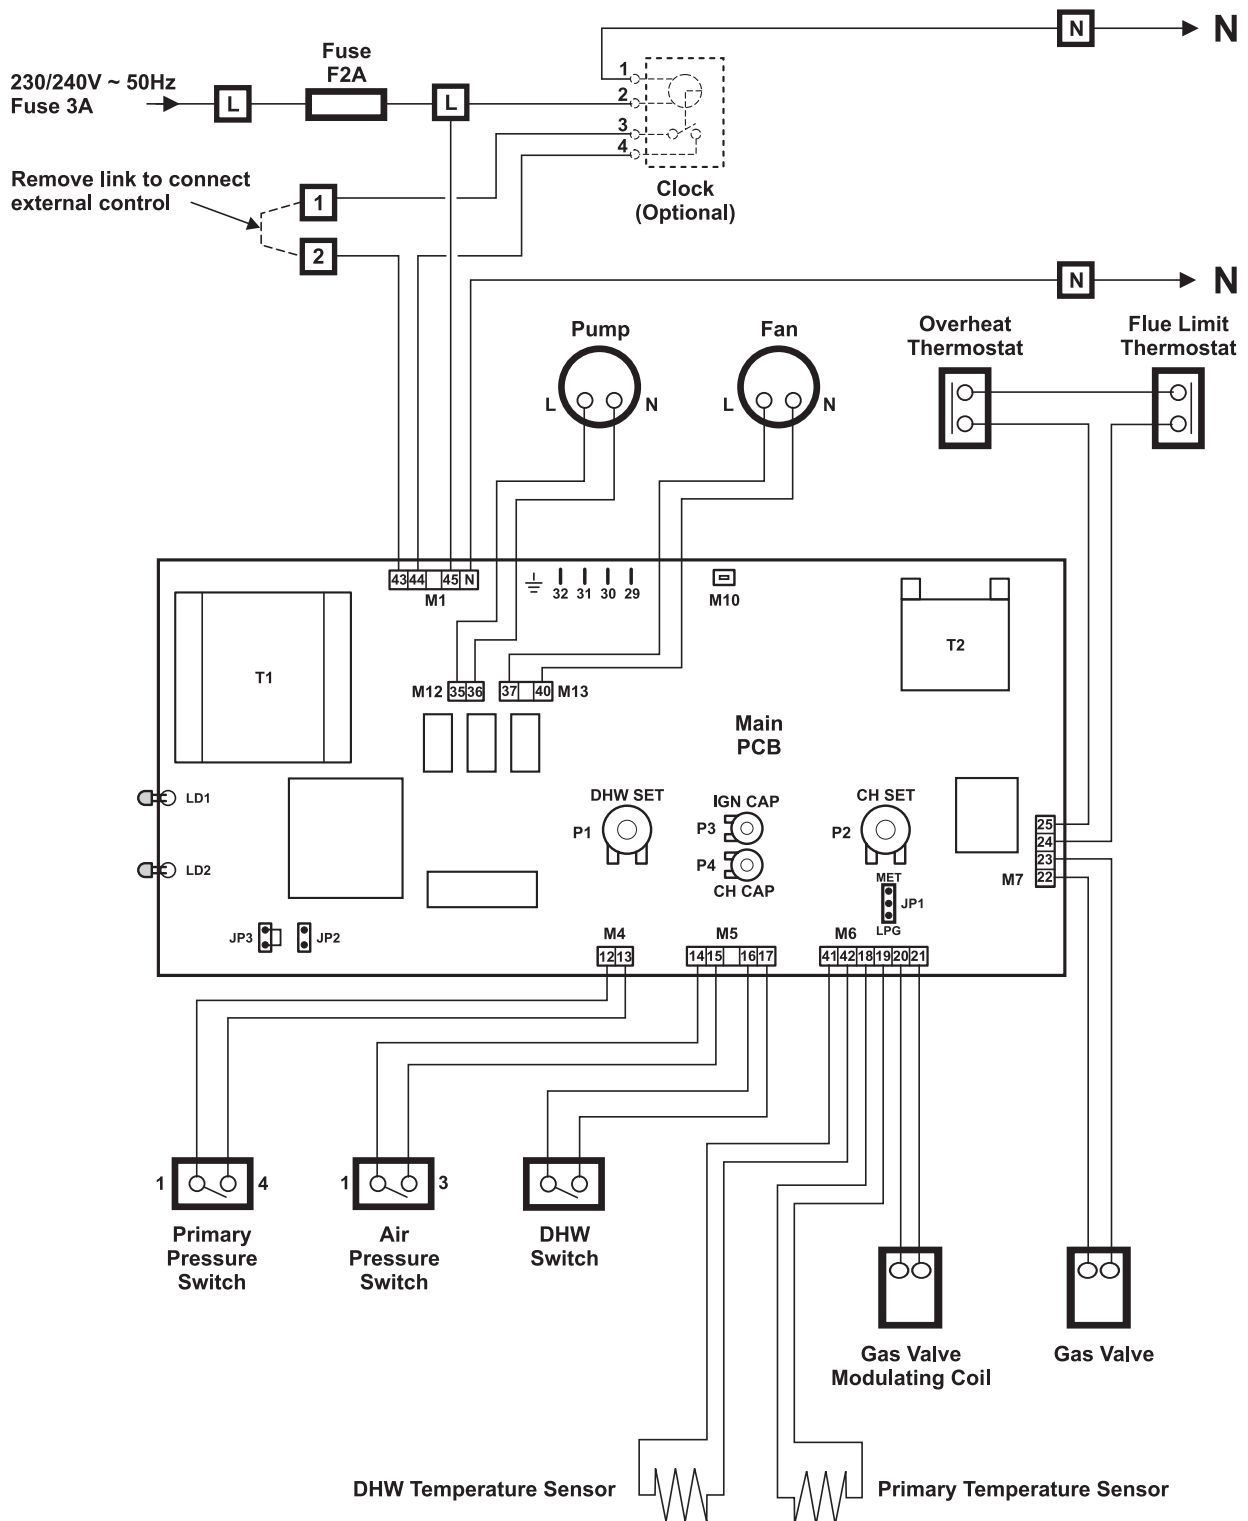 N
N
Fuse
F2A
230/240V ~ 50Hz
Fuse 3A
L
L
1
2
3
4
Clock
(Optional)
Remove link to connect
external control
1
2
N
N
Pump
Fan
Overheat
Thermostat
Flue Limit
Thermostat
L
N
L
N
43 44 45 N
M1
32 31 30 29
M10
T1
T2
M12 35 36
37 40 M13
Main
PCB
LD1
LD2
DHW SET
P1
IGN CAP
P3
P4
CH CAP
CH SET
P2
MET
JP1
LPG
25
24
23
22
M7
JP3
JP2
M4
12 13
M5
14 15 16 17
M6
41 42 18 19 20 21
1
4
Primary
Pressure
Switch
1
3
Air
Pressure
Switch
DHW
Switch
Gas Valve
Modulating Coil
Gas Valve
DHW Temperature Sensor
Primary Temperature Sensor